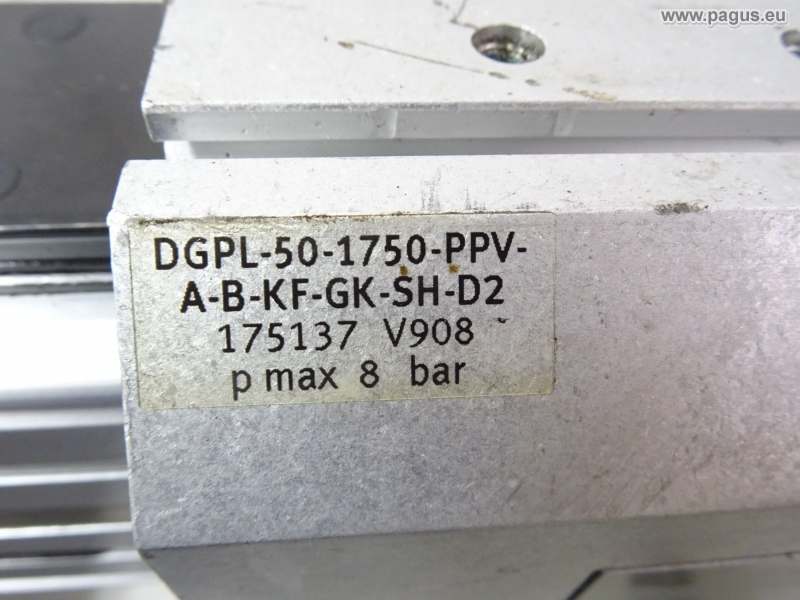 www.pagus.eu
DGPL-50-1750-PPV-
A-B-KF-GK-SH-D2
175137 V908
p max 8 bar